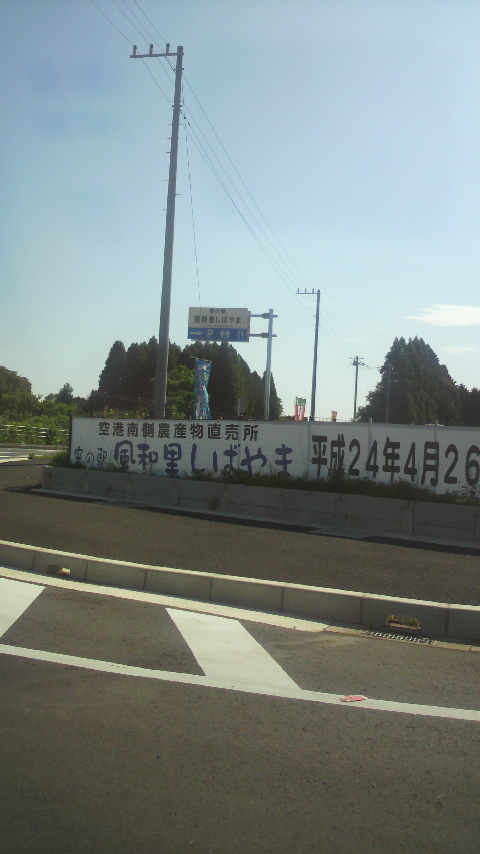 風和里しばやま
P
空港南側農産物直売所
空の駅 風和里しばやま
平成24年4月26